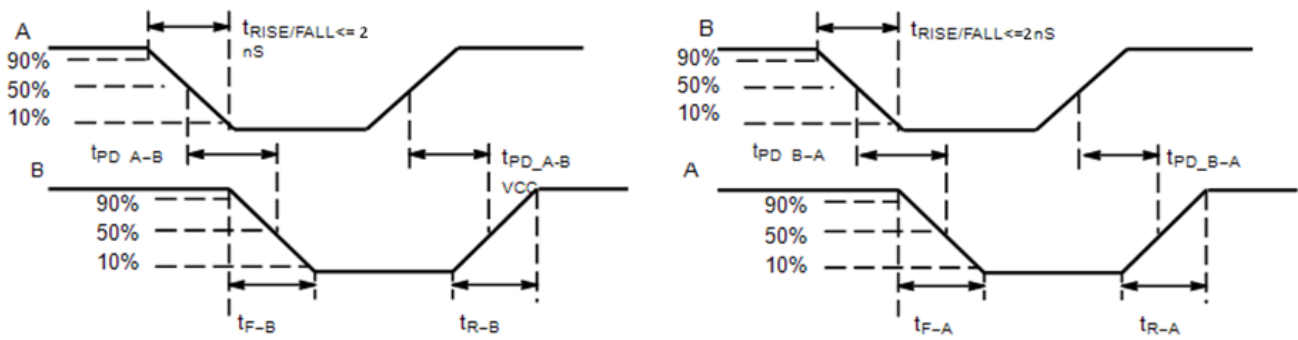 A
tRISE/FALL<= 2
nS
90%
50%
10%
tPD A-B
tPD_A-B
VCC
B
90%
50%
10%
tF-B
tR-B
B
tRISE/FALL<=2nS
90%
50%
10%
tPD B-A
tPD_B-A
A
90%
50%
10%
tF-A
tR-A